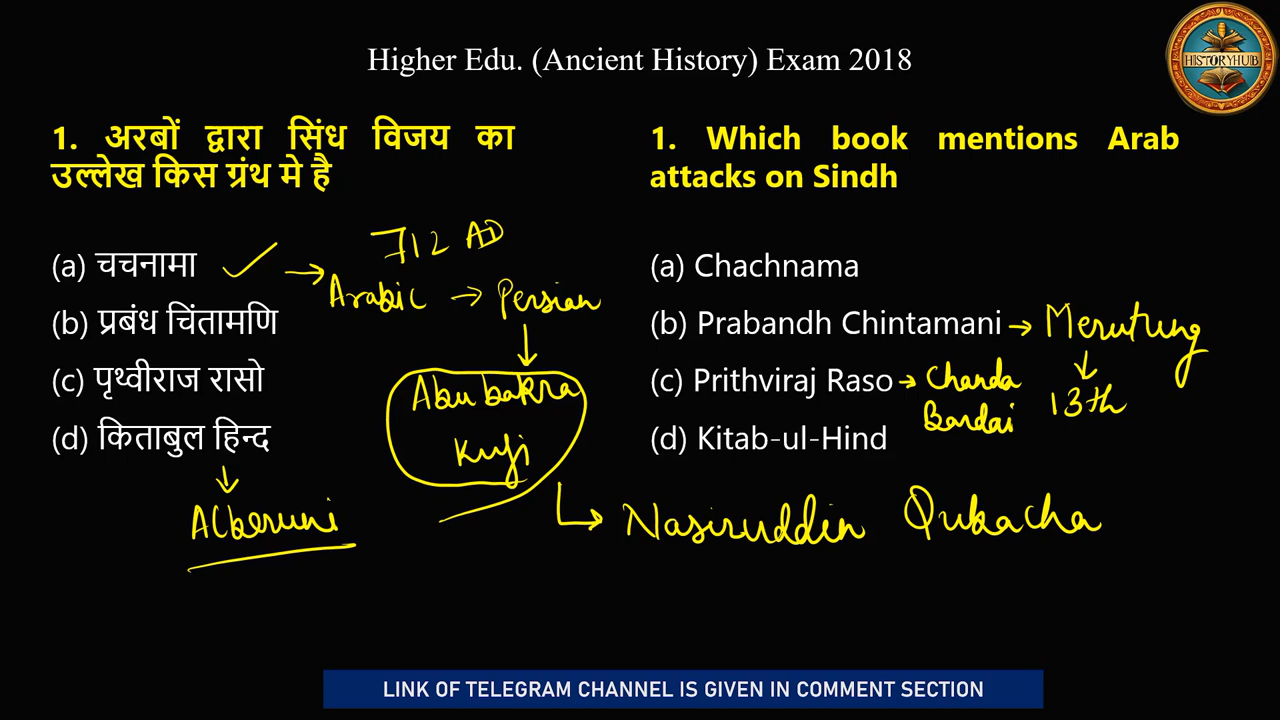 Higher Edu. (Ancient History) Exam 2018
HISTORYHUB
1. अरबों द्वारा सिंध विजय का
उल्लेख किस ग्रंथ मे है
(a) चचनामा
(b) प्रबंध चिंतामणि
(c) पृथ्वीराज रासो
(d) किताबुल हिन्द
712 AD
Arabic → Persian
Abu bakra
Kufi
Alberuni
1. Which book mentions Arab
attacks on Sindh
(a) Chachnama
(b) Prabandh Chintamani → Merutung
13th
(c) Prithviraj Raso → Chanda
Bardai
(d) Kitab-ul-Hind
Nasiruddin Qubacha
LINK OF TELEGRAM CHANNEL IS GIVEN IN COMMENT SECTION